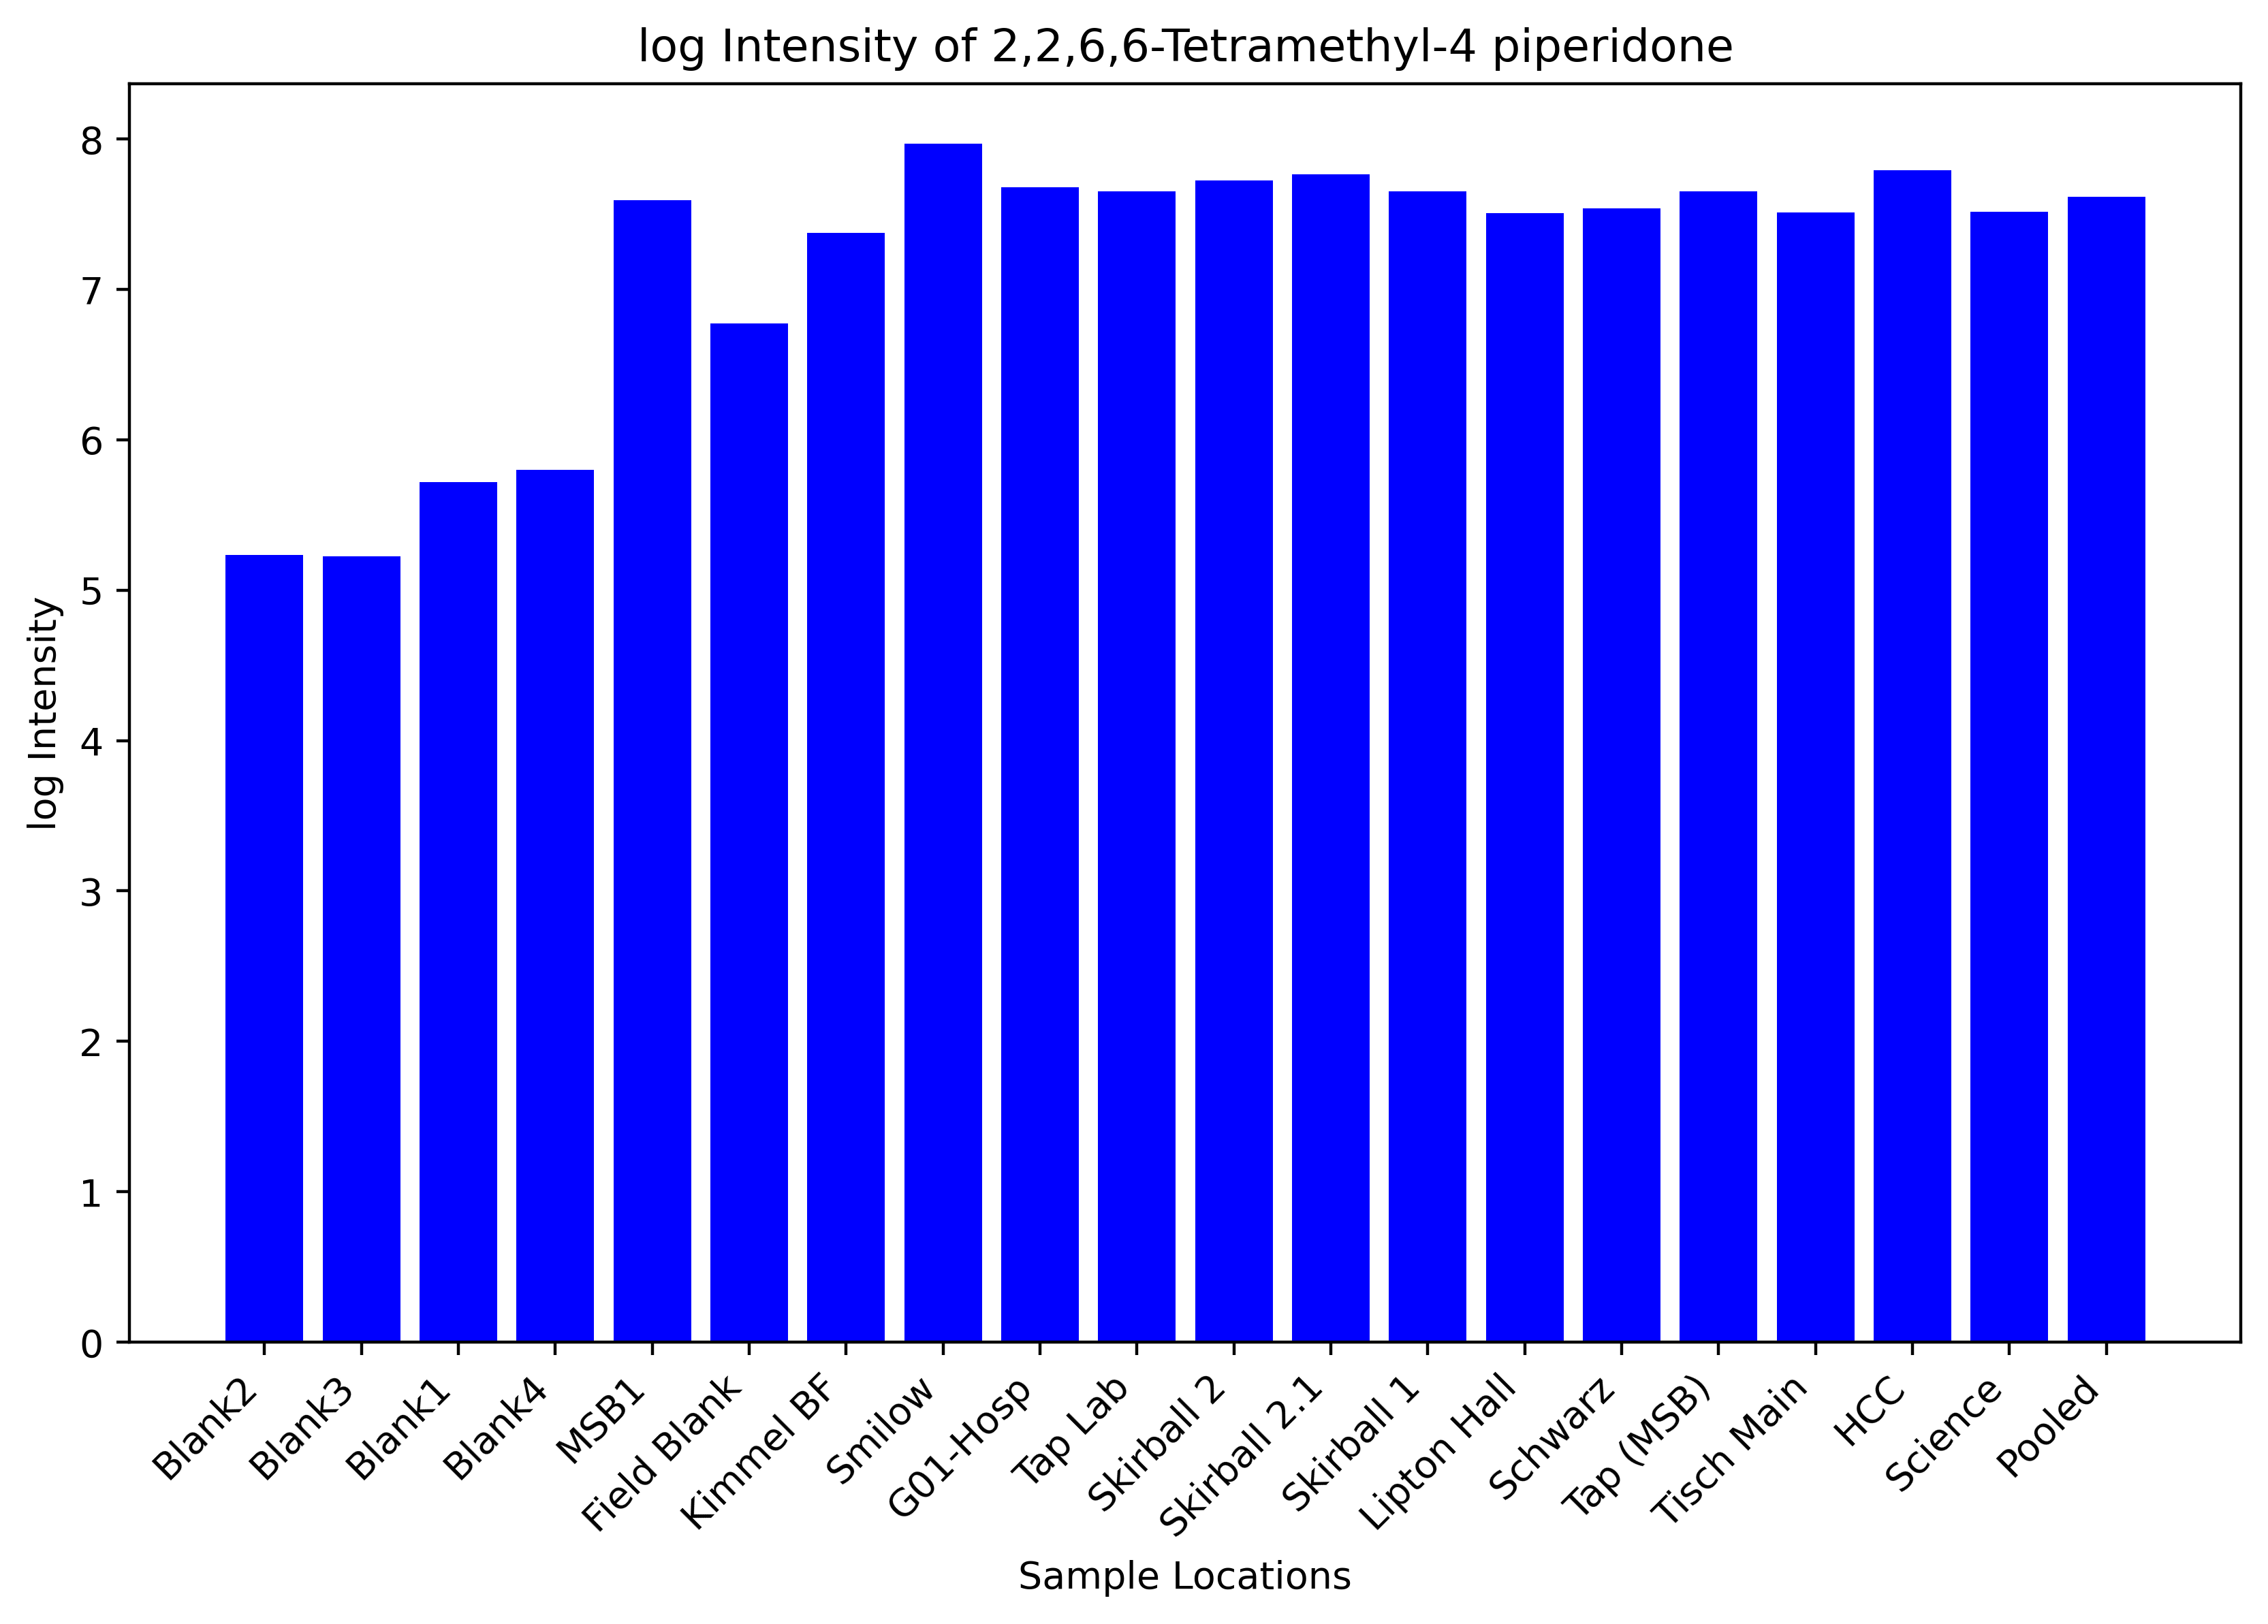 log Intensity of 2,2,6,6-Tetramethyl-4 piperidone
log Intensity
8
7
6
5
4
3
2
1
0
Blank2
Blank3
Blank1
Blank4
MSB1
Field Blank
Kimmel BF
Smilow
G01-Hosp
Tap Lab
Skirball 2
Skirball 2.1
Skirball 1
Lipton Hall
Schwarz
Tap (MSB)
Tisch Main
HCC
Science
Pooled
Sample Locations